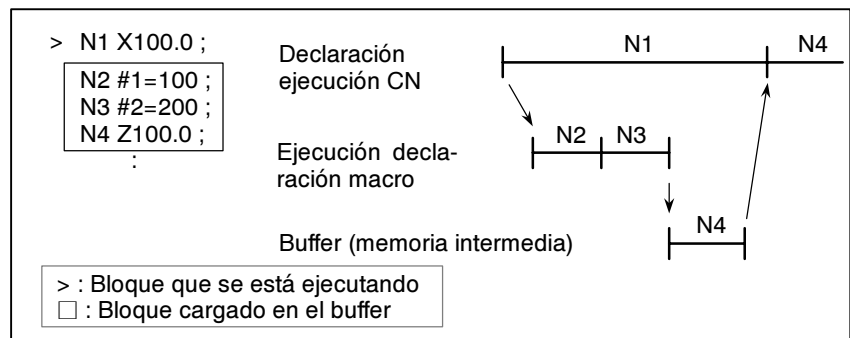 > N1 X100.0 ;
N2 #1=100 ;
N3 #2=200 ;
N4 Z100.0 ;
:
Declaración
ejecución CN
N1
N4
Ejecución decla-
ración macro
N2
N3
Buffer (memoria intermedia)
N4
> : Bloque que se está ejecutando
□ : Bloque cargado en el buffer